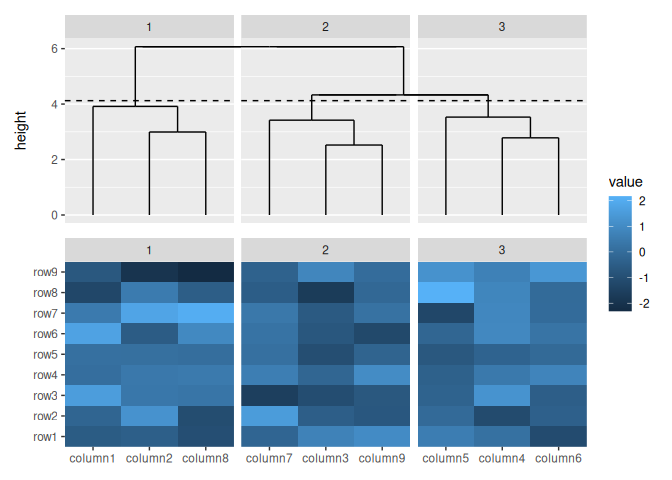 1 2 3
6
4
2
0
height
1 2 3
row9
row8
row7
row6
row5
row4
row3
row2
row1
column1 column2 column8 column7 column3 column9 column5 column4 column6
value
2
1
0
-1
-2